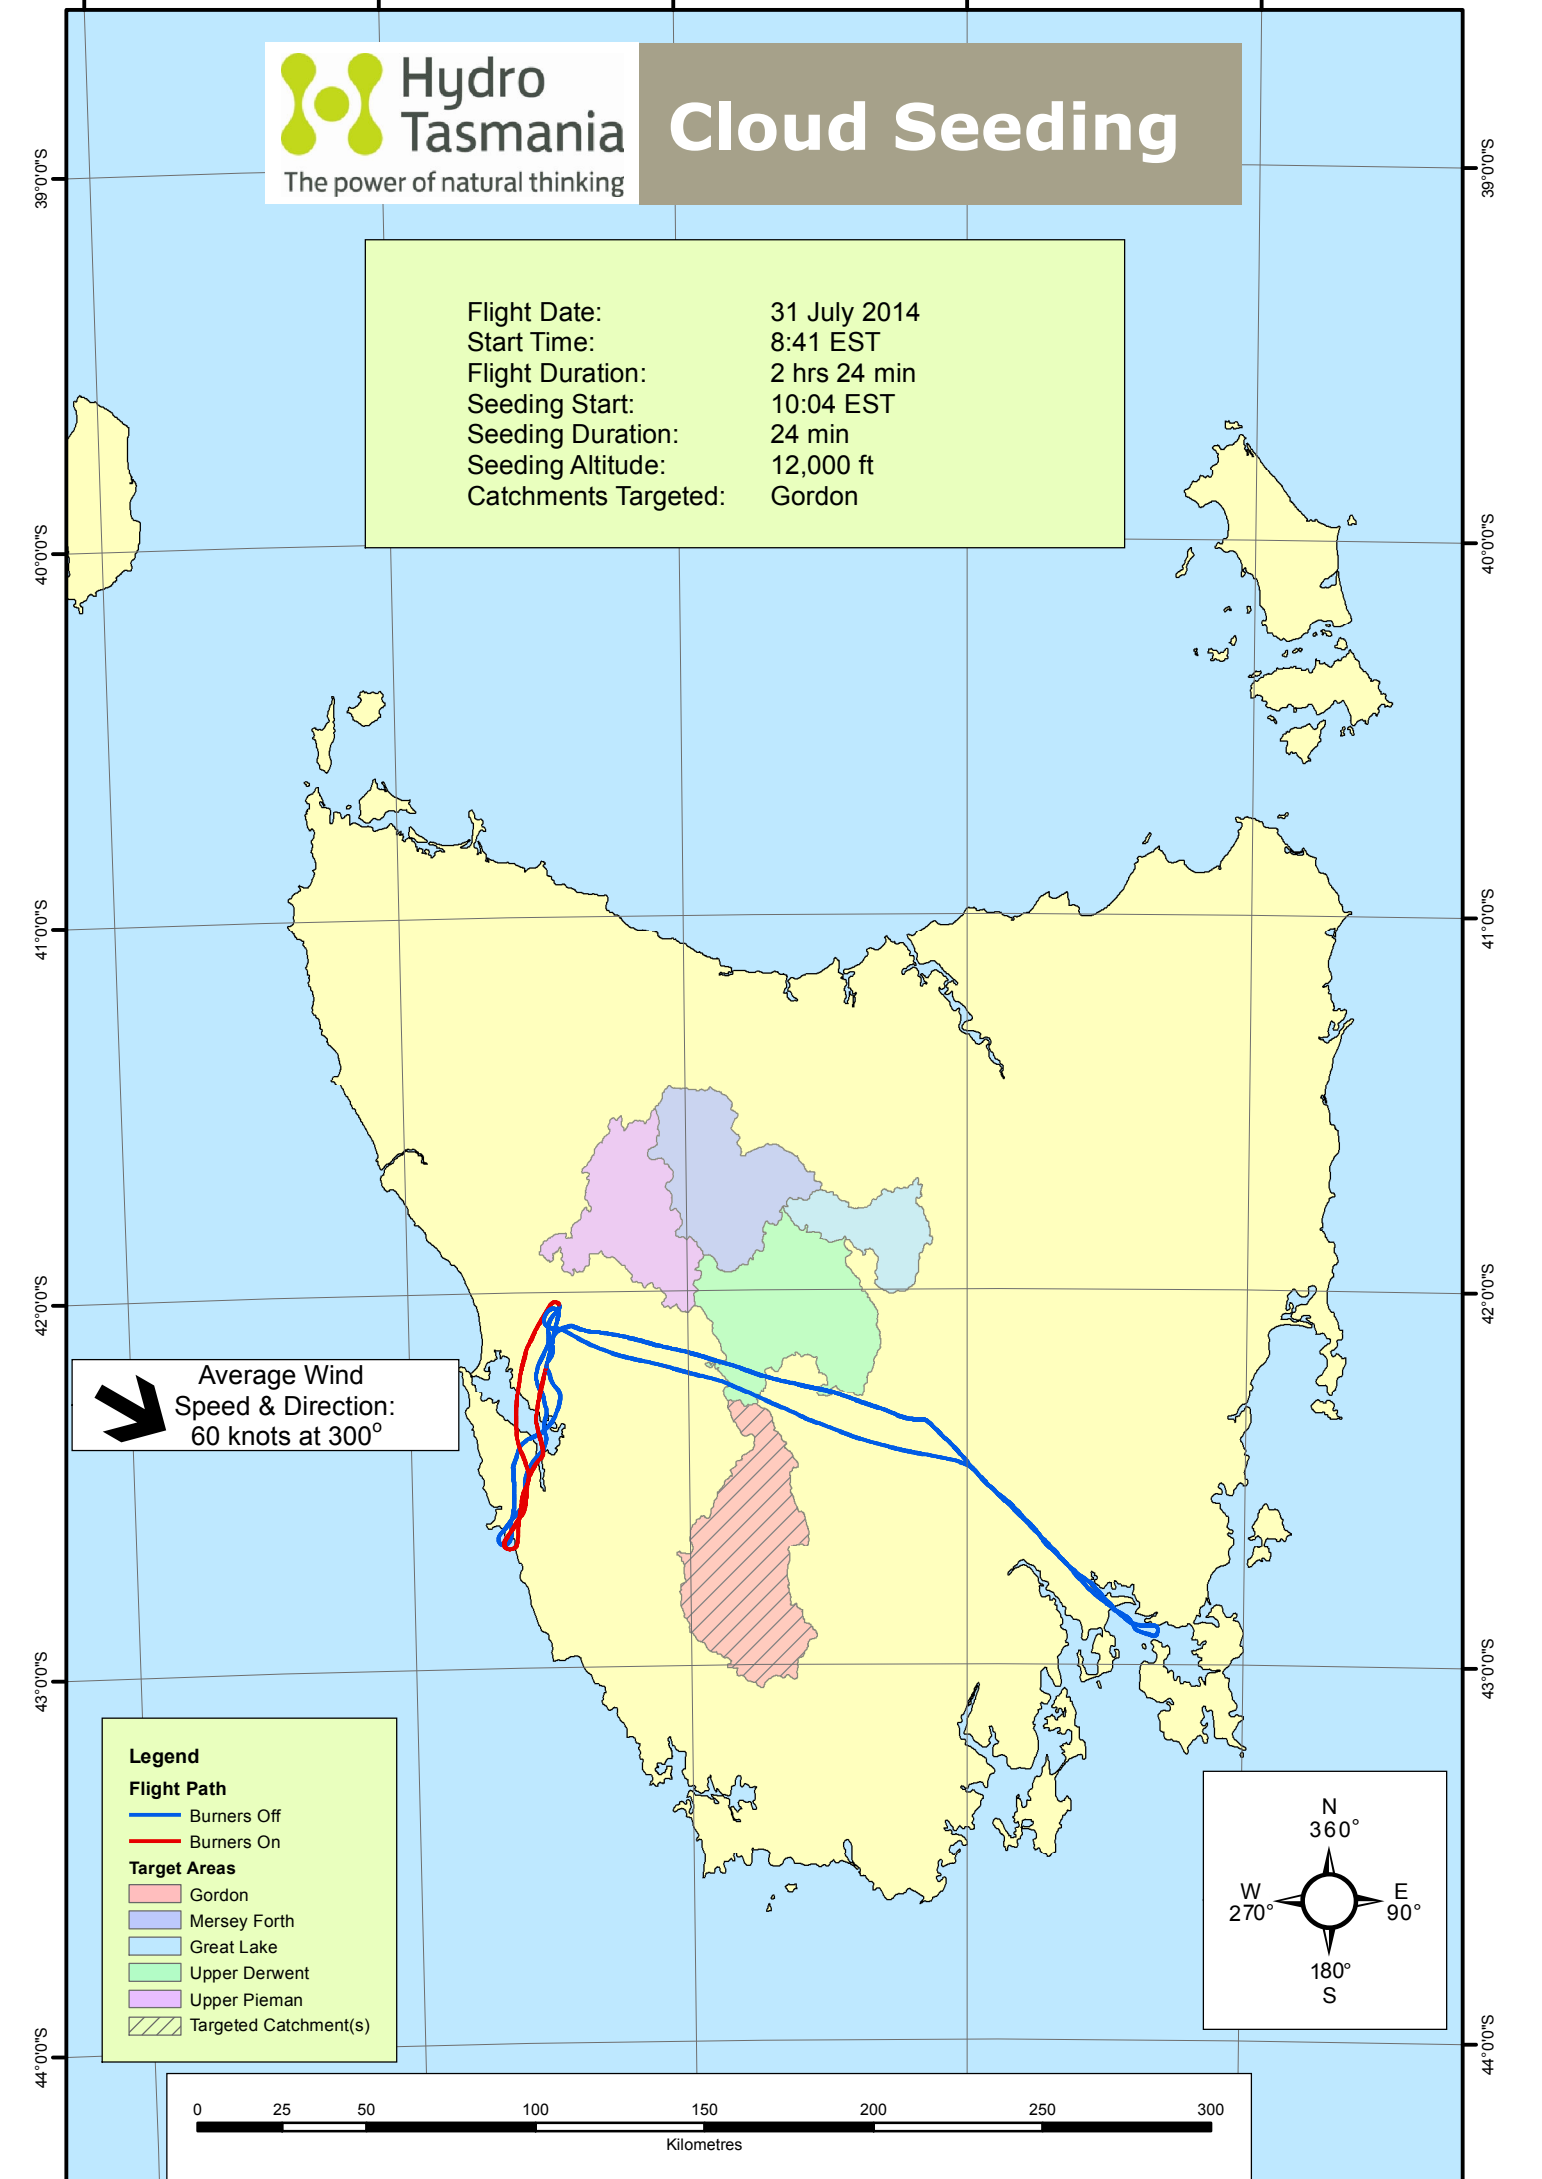 Hydro
Tasmania
The power of natural thinking
Cloud Seeding
39°0'0"S
39°0'0"S
Flight Date: 31 July 2014
Start Time: 8:41 EST
Flight Duration: 2 hrs 24 min
Seeding Start: 10:04 EST
Seeding Duration: 24 min
Seeding Altitude: 12,000 ft
Catchments Targeted: Gordon
40°0'0"S
40°0'0"S
41°0'0"S
41°0'0"S
42°0'0"S
42°0'0"S
Average Wind
Speed & Direction:
60 knots at 300°
43°0'0"S
43°0'0"S
Legend
Flight Path
Burners Off
Burners On
Target Areas
Gordon
Mersey Forth
Great Lake
Upper Derwent
Upper Pieman
Targeted Catchment(s)
N
360°
W
270°
E
90°
180°
S
44°0'0"S
44°0'0"S
0 25 50 100 150 200 250 300
Kilometres